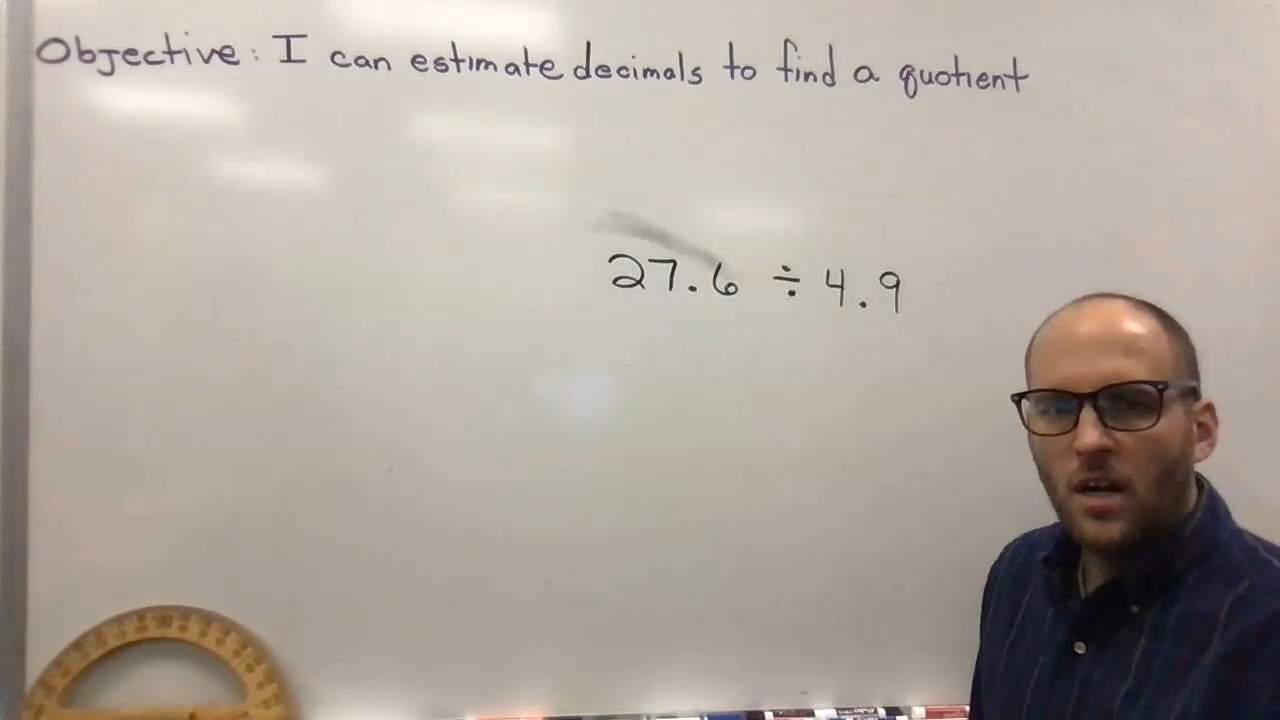 Objective: I can estimate decimals to find a quotient
27.6 ÷ 4.9